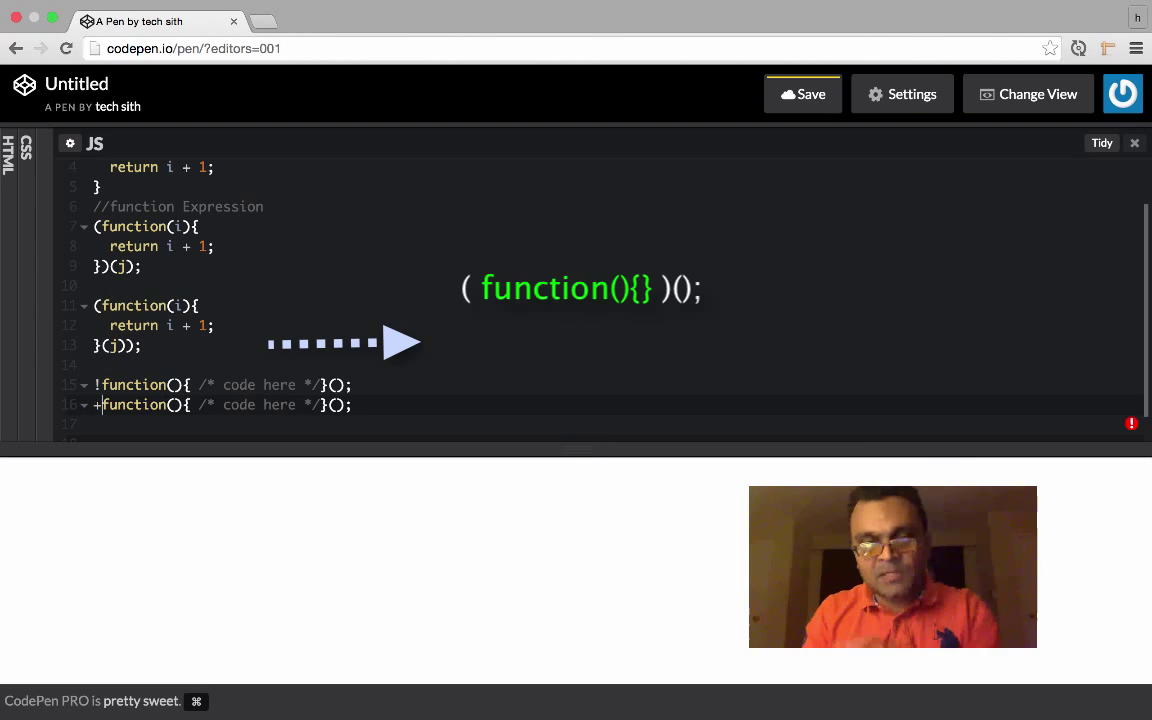 A Pen by tech sith
h
codepen.io/pen/?editors=001
Untitled
A PEN BY tech sith
Save
Settings
Change View
HTML
CSS
JS
Tidy
4 return i + 1;
5 }
6 //function Expression
7 (function(i){
8 return i + 1;
9 })(j);
10
11 (function(i){
12 return i + 1;
13 }(j));
14
15 !function(){ /* code here */}();
16 +function(){ /* code here */}();
17
18
( function(){} )();
CodePen PRO is pretty sweet. ⌘